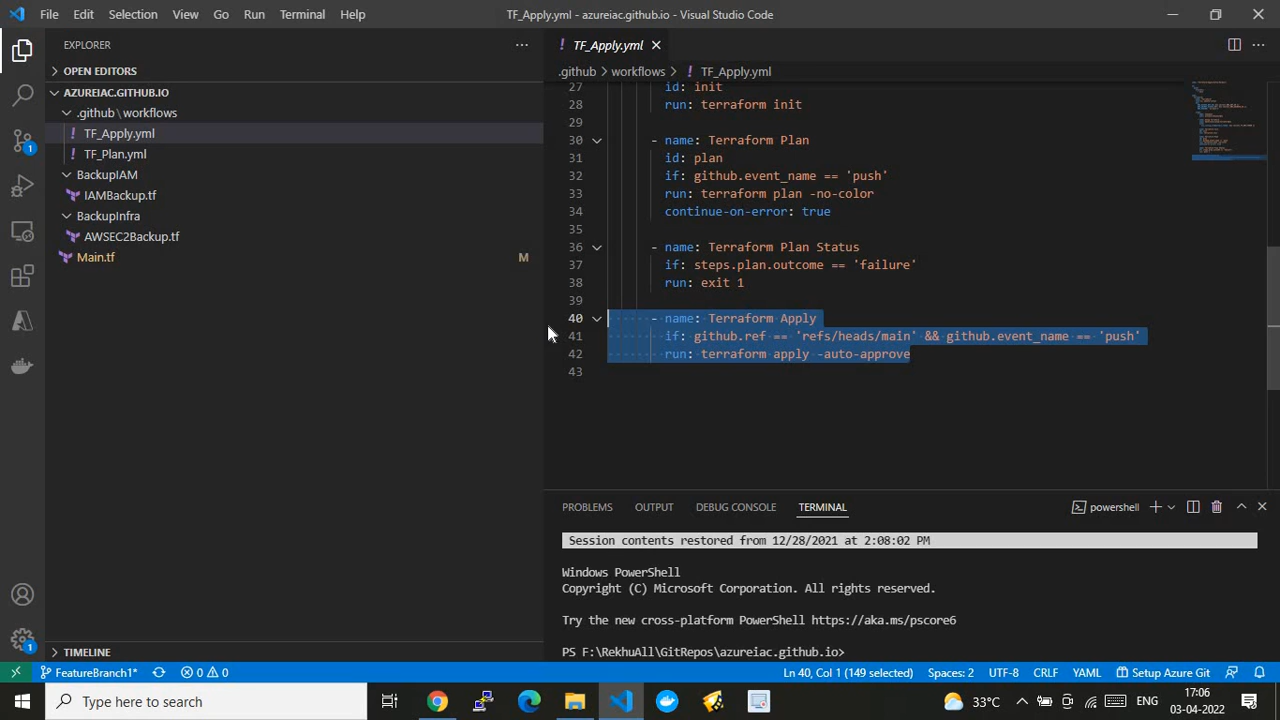 File Edit Selection View Go Run Terminal Help
TF_Apply.yml - azureiac.github.io - Visual Studio Code
EXPLORER
OPEN EDITORS
AZUREIAC.GITHUB.IO
.github\workflows
! TF_Apply.yml
! TF_Plan.yml
BackupIAM
IAMBackup.tf
BackupInfra
AWSEC2Backup.tf
Main.tf M
TIMELINE
! TF_Apply.yml
.github > workflows > ! TF_Apply.yml
27 id: init
28 run: terraform init
29
30 - name: Terraform Plan
31 id: plan
32 if: github.event_name == 'push'
33 run: terraform plan -no-color
34 continue-on-error: true
35
36 - name: Terraform Plan Status
37 if: steps.plan.outcome == 'failure'
38 run: exit 1
39
40 - name: Terraform Apply
41 if: github.ref == 'refs/heads/main' && github.event_name == 'push'
42 run: terraform apply -auto-approve
43
PROBLEMS OUTPUT DEBUG CONSOLE TERMINAL powershell
Session contents restored from 12/28/2021 at 2:08:02 PM
Windows PowerShell
Copyright (C) Microsoft Corporation. All rights reserved.
Try the new cross-platform PowerShell https://aka.ms/pscore6
PS F:\RekhuAll\GitRepos\azureiac.github.io>
1
1
FeatureBranch1* 0 0 Ln 40, Col 1 (149 selected) Spaces: 2 UTF-8 CRLF YAML Setup Azure Git
Type here to search
33°C ENG 17:06
03-04-2022